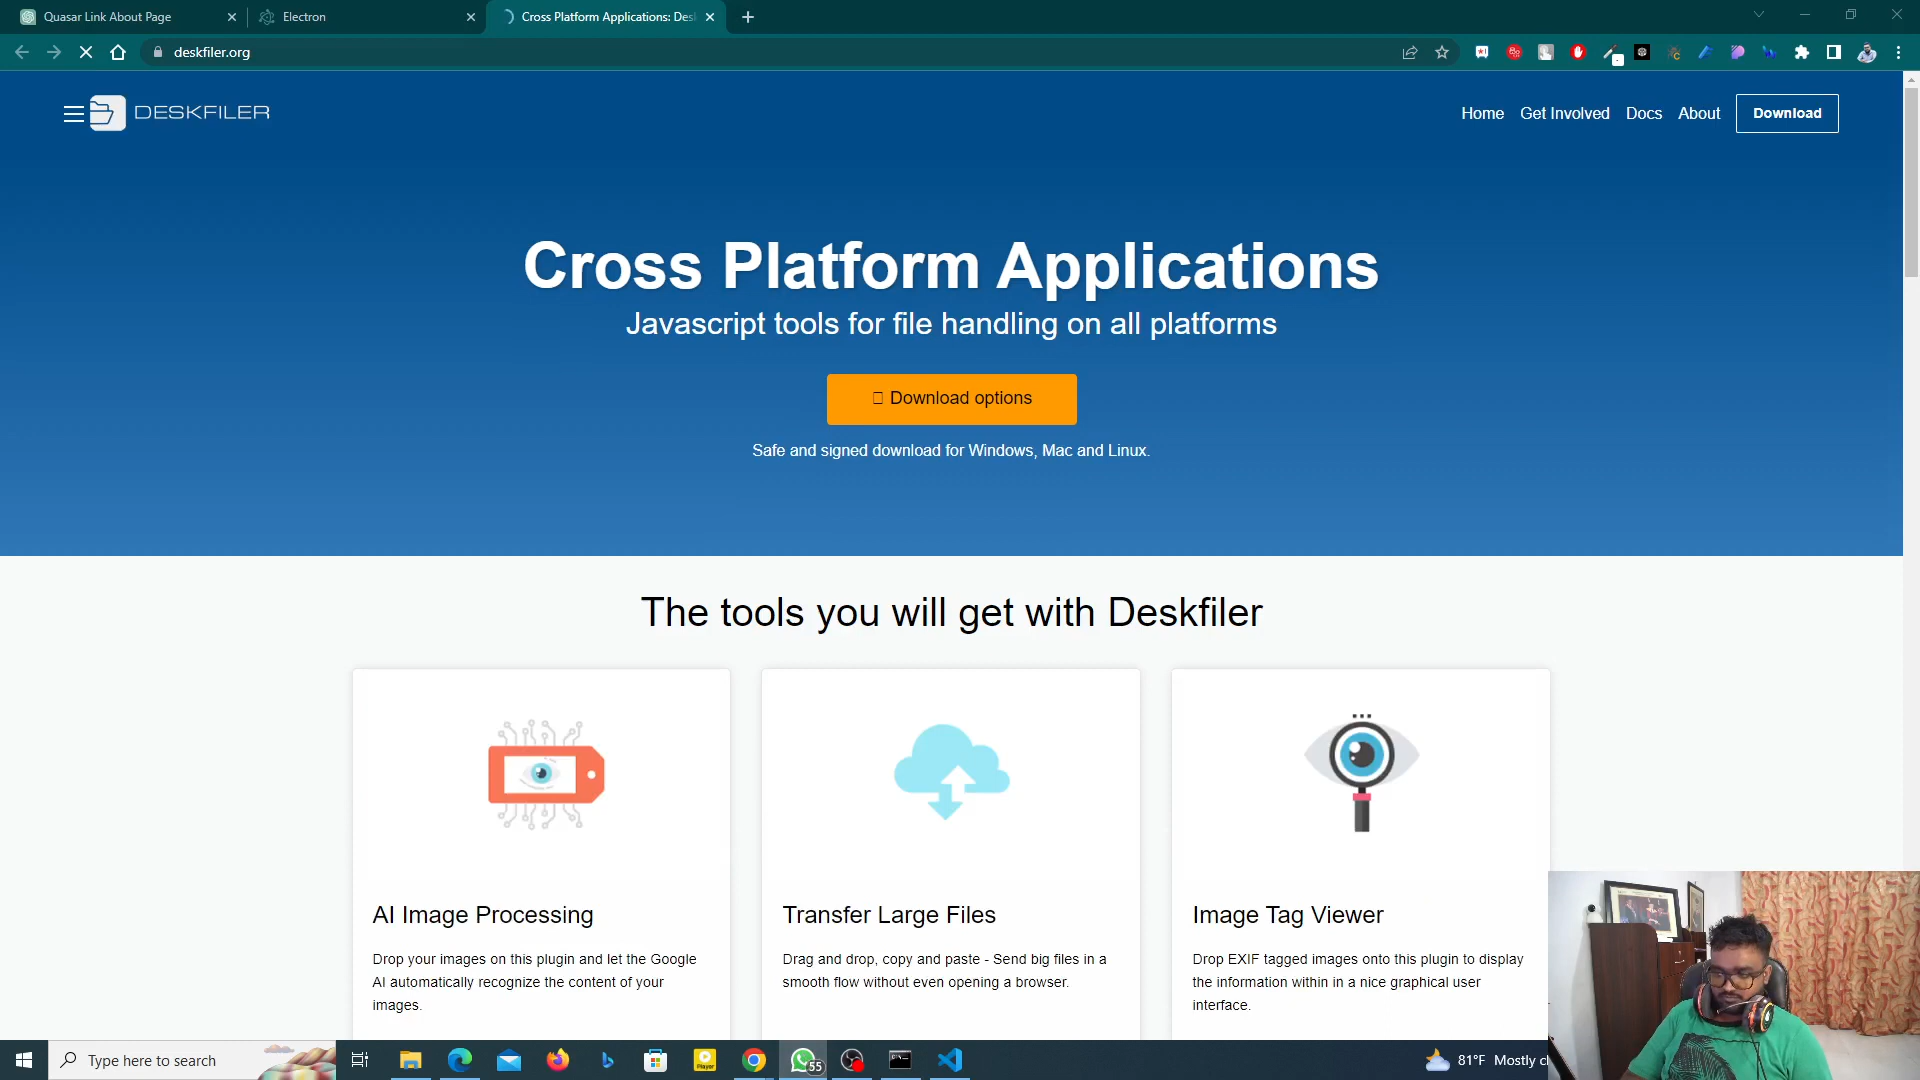 Quasar Link About Page
Electron
Cross Platform Applications: Des
deskfiler.org
DESKFILER
Home
Get Involved
Docs
About
Download
Cross Platform Applications
Javascript tools for file handling on all platforms
Download options
Safe and signed download for Windows, Mac and Linux.
The tools you will get with Deskfiler
AI Image Processing
Drop your images on this plugin and let the Google
AI automatically recognize the content of your
images.
Transfer Large Files
Drag and drop, copy and paste - Send big files in a
smooth flow without even opening a browser.
Image Tag Viewer
Drop EXIF tagged images onto this plugin to display
the information within in a nice graphical user
interface.
Type here to search
Player
55
81°F Mostly cl